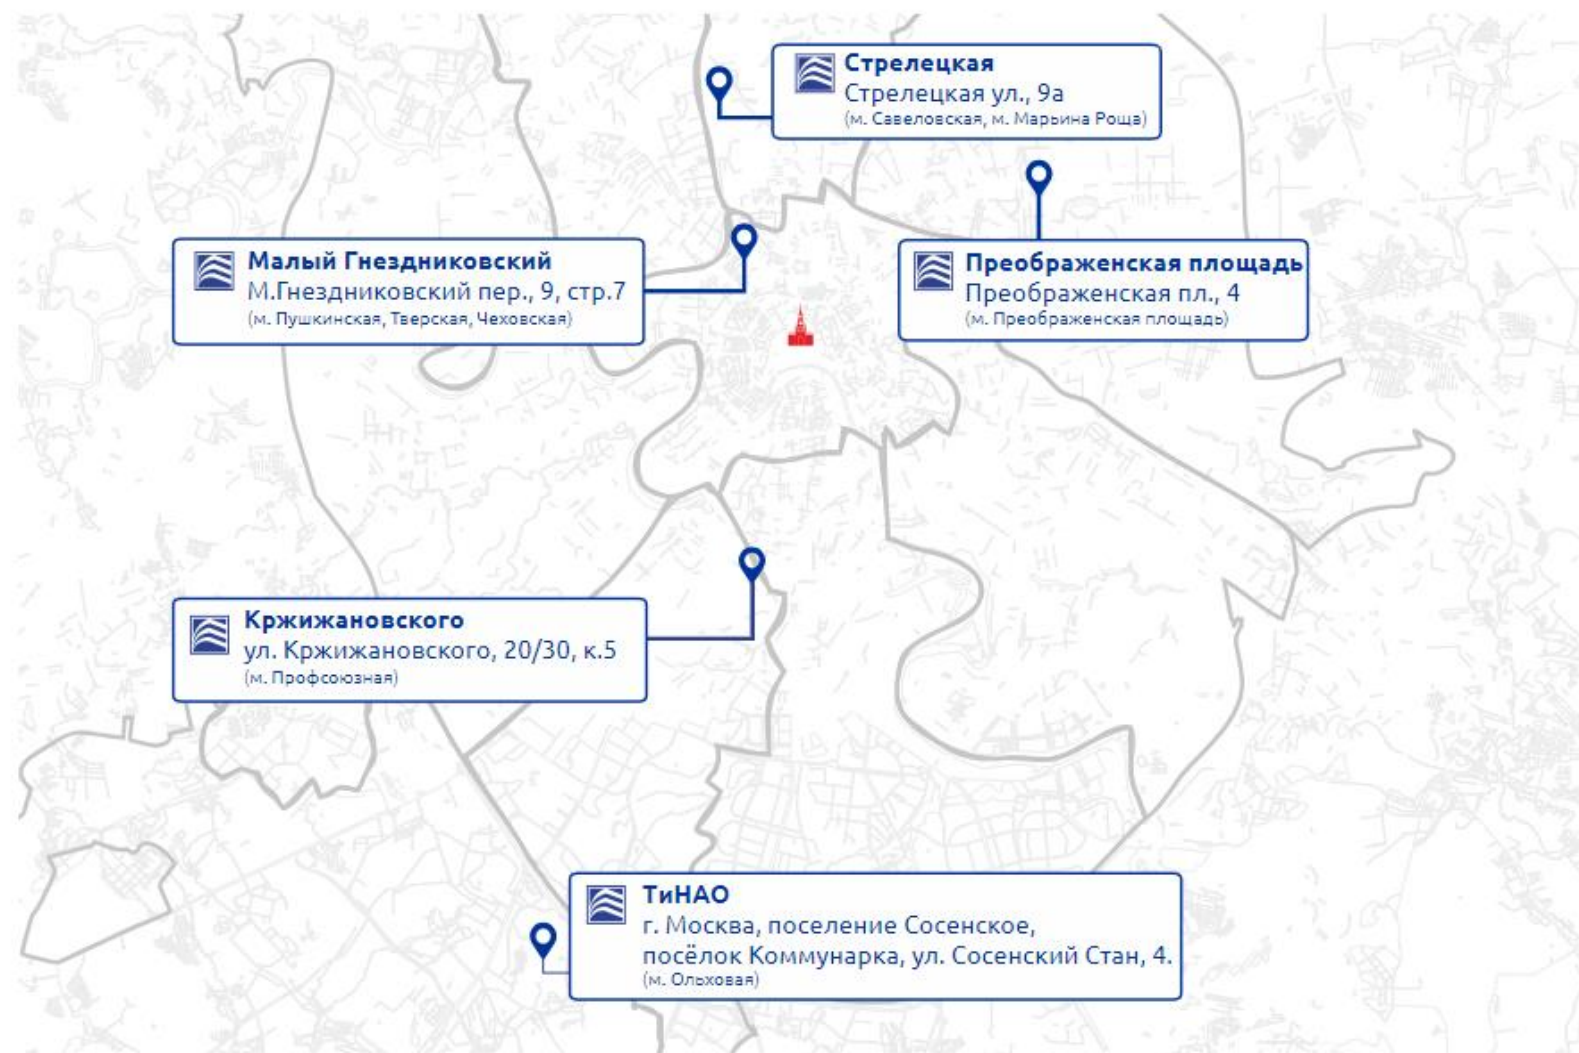 Стрелецкая
Стрелецкая ул., 9а
(м. Савеловская, м. Марьина Роща)
Малый Гнездниковский
М.Гнездниковский пер., 9, стр.7
(м. Пушкинская, Тверская, Чеховская)
Преображенская площадь
Преображенская пл., 4
(м. Преображенская площадь)
Кржижановского
ул. Кржижановского, 20/30, к.5
(м. Профсоюзная)
ТиНАО
г. Москва, поселение Сосенское,
посёлок Коммунарка, ул. Сосенский Стан, 4.
(м. Ольховая)